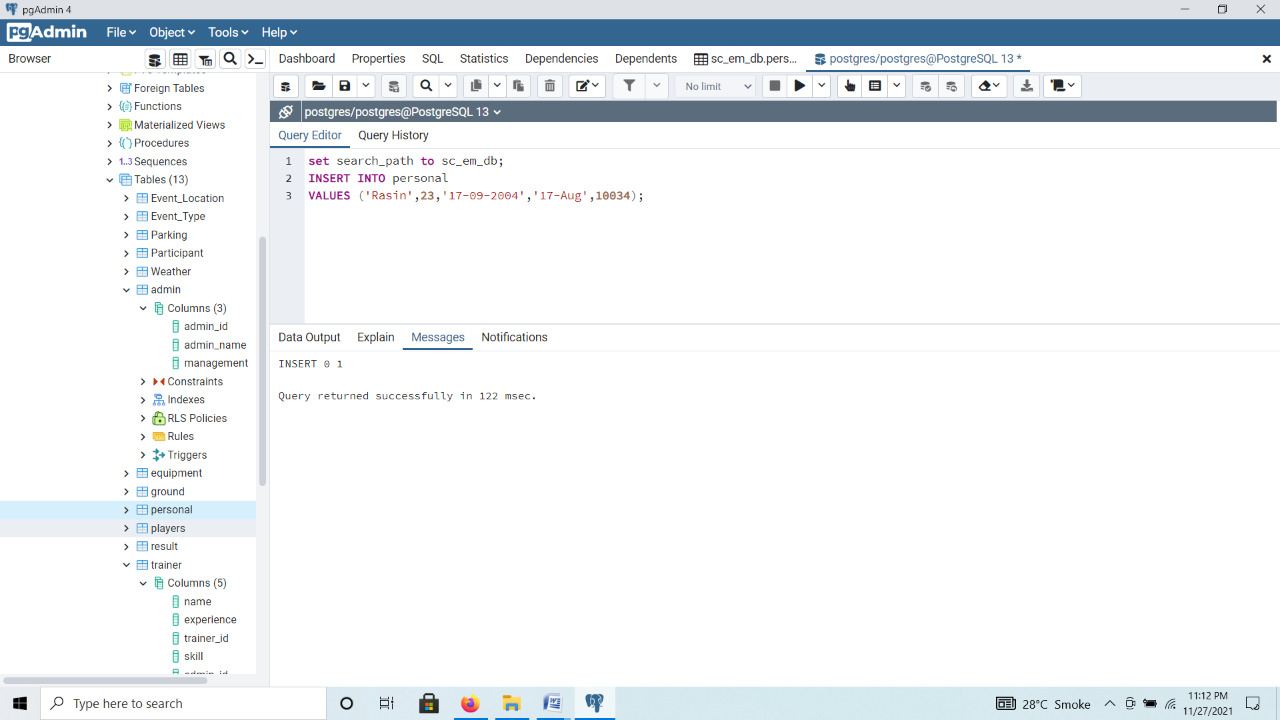 pgAdmin 4
pgAdmin File Object Tools Help
Browser
Dashboard Properties SQL Statistics Dependencies Dependents sc_em_db.pers... postgres/postgres@PostgreSQL 13 *
No limit
postgres/postgres@PostgreSQL 13
Query Editor Query History
1 set search_path to sc_em_db;
2 INSERT INTO personal
3 VALUES ('Rasin',23,'17-09-2004','17-Aug',10034);
Foreign Tables
Functions
Materialized Views
Procedures
1..3 Sequences
Tables (13)
Event_Location
Event_Type
Parking
Participant
Weather
admin
Columns (3)
admin_id
admin_name
management
Constraints
Indexes
RLS Policies
Rules
Triggers
equipment
ground
personal
players
result
trainer
Columns (5)
name
experience
trainer_id
skill
Data Output Explain Messages Notifications
INSERT 0 1
Query returned successfully in 122 msec.
Type here to search
28°C Smoke
11:12 PM
11/27/2021